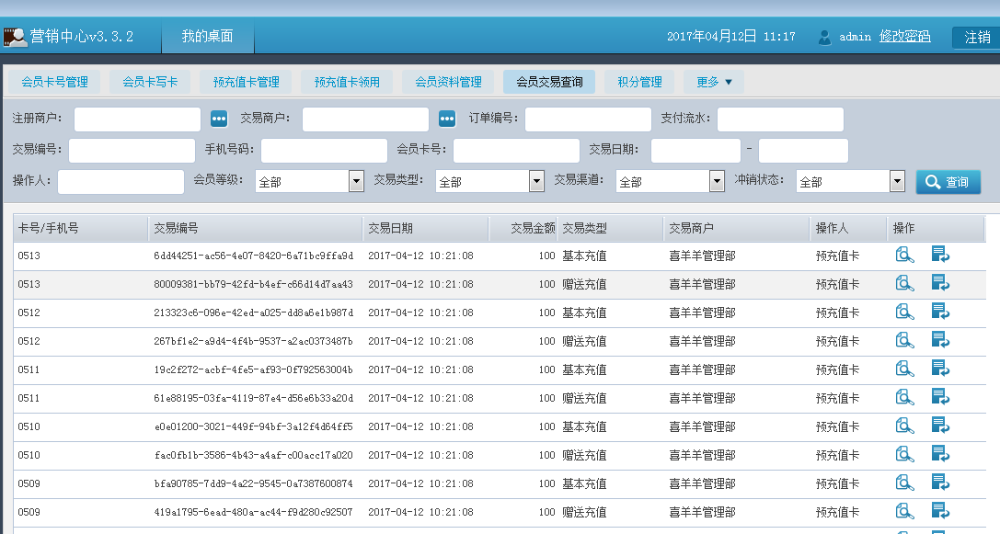 营销中心v3.3.2 我的桌面 2017年04月12日 11:17 admin 修改密码 注销
会员卡号管理 会员卡写卡 预充值卡管理 预充值卡领用 会员资料管理 会员交易查询 积分管理 更多
注册商户： 交易商户： 订单编号： 支付流水：
交易编号： 手机号码： 会员卡号： 交易日期： -
操作人： 会员等级： 全部 交易类型： 全部 交易渠道： 全部 冲销状态： 全部 查询
卡号/手机号 交易编号 交易日期 交易金额 交易类型 交易商户 操作人 操作
0513 6dd44251-ac56-4e07-8420-6a71bc9ffa9d 2017-04-12 10:21:08 100 基本充值 喜羊羊管理部 预充值卡
0513 80009381-bb79-42fd-b4ef-c66d14d7aa43 2017-04-12 10:21:08 100 赠送充值 喜羊羊管理部 预充值卡
0512 213323c6-096e-42ed-a025-dd8a6e1b987d 2017-04-12 10:21:08 100 基本充值 喜羊羊管理部 预充值卡
0512 267bf1e2-a9d4-4f4b-9537-a2ac0373487b 2017-04-12 10:21:08 100 赠送充值 喜羊羊管理部 预充值卡
0511 19c2f272-acbf-4fe5-af93-0f792563004b 2017-04-12 10:21:08 100 基本充值 喜羊羊管理部 预充值卡
0511 61e88195-03fa-4119-87e4-d56e6b33a20d 2017-04-12 10:21:08 100 赠送充值 喜羊羊管理部 预充值卡
0510 e0e01200-3021-449f-94bf-3a12f4d64ff5 2017-04-12 10:21:08 100 基本充值 喜羊羊管理部 预充值卡
0510 fac0fb1b-3586-4b43-a4af-c00acc17a020 2017-04-12 10:21:08 100 赠送充值 喜羊羊管理部 预充值卡
0509 bfa90785-7dd9-4a22-9545-0a7387600874 2017-04-12 10:21:08 100 基本充值 喜羊羊管理部 预充值卡
0509 419a1795-6ead-480a-ac44-f9d280c92507 2017-04-12 10:21:08 100 赠送充值 喜羊羊管理部 预充值卡